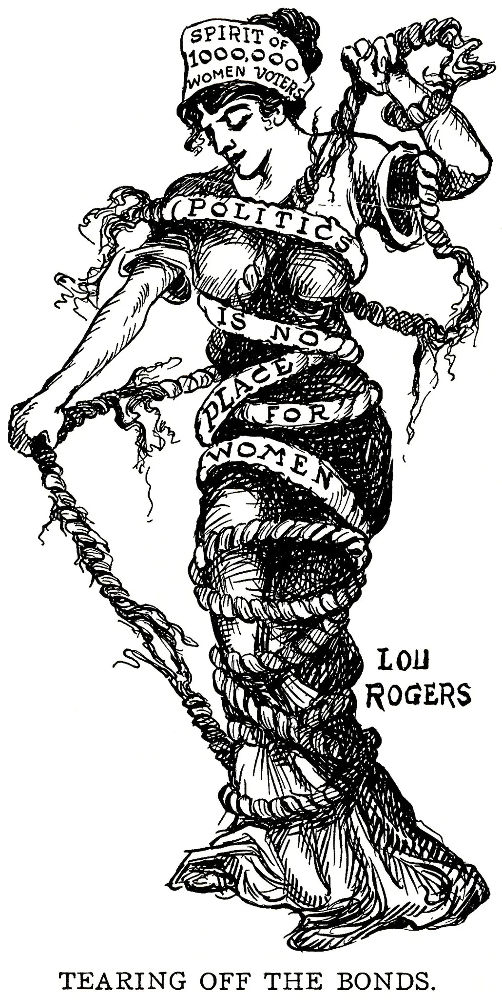 SPIRIT OF
1000,000
WOMEN VOTERS
POLITICS
IS NO
PLACE
FOR
WOMEN
LOU
ROGERS
TEARING OFF THE BONDS.